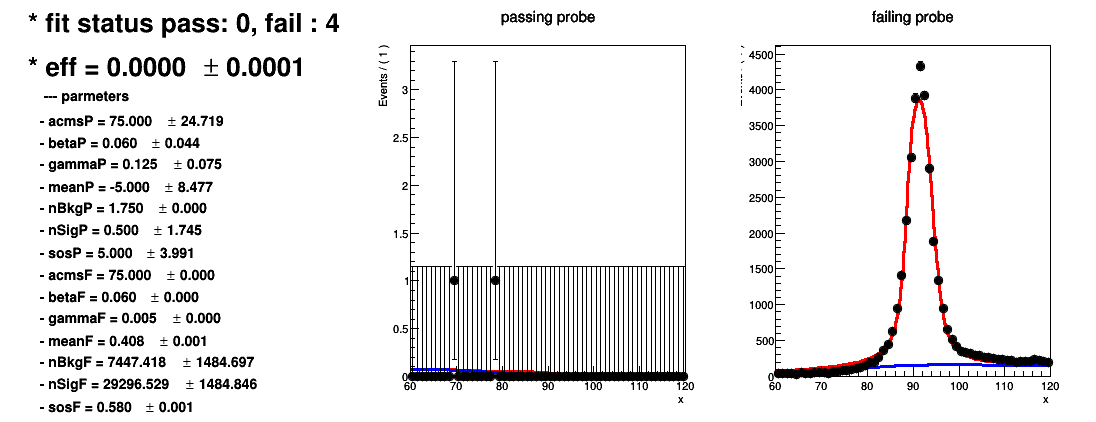 * fit status pass: 0, fail : 4
* eff = 0.0000 ± 0.0001
--- parmeters
- acmsP = 75.000 ± 24.719
- betaP = 0.060 ± 0.044
- gammaP = 0.125 ± 0.075
- meanP = -5.000 ± 8.477
- nBkgP = 1.750 ± 0.000
- nSigP = 0.500 ± 1.745
- sosP = 5.000 ± 3.991
- acmsF = 75.000 ± 0.000
- betaF = 0.060 ± 0.000
- gammaF = 0.005 ± 0.000
- meanF = 0.408 ± 0.001
- nBkgF = 7447.418 ± 1484.697
- nSigF = 29296.529 ± 1484.846
- sosF = 0.580 ± 0.001
passing probe
Events / ( 1 )
3
2.5
2
1.5
1
0.5
0
60 70 80 90 100 110 120
x
failing probe
4500
4000
3500
3000
2500
2000
1500
1000
500
0
60 70 80 90 100 110 120
x